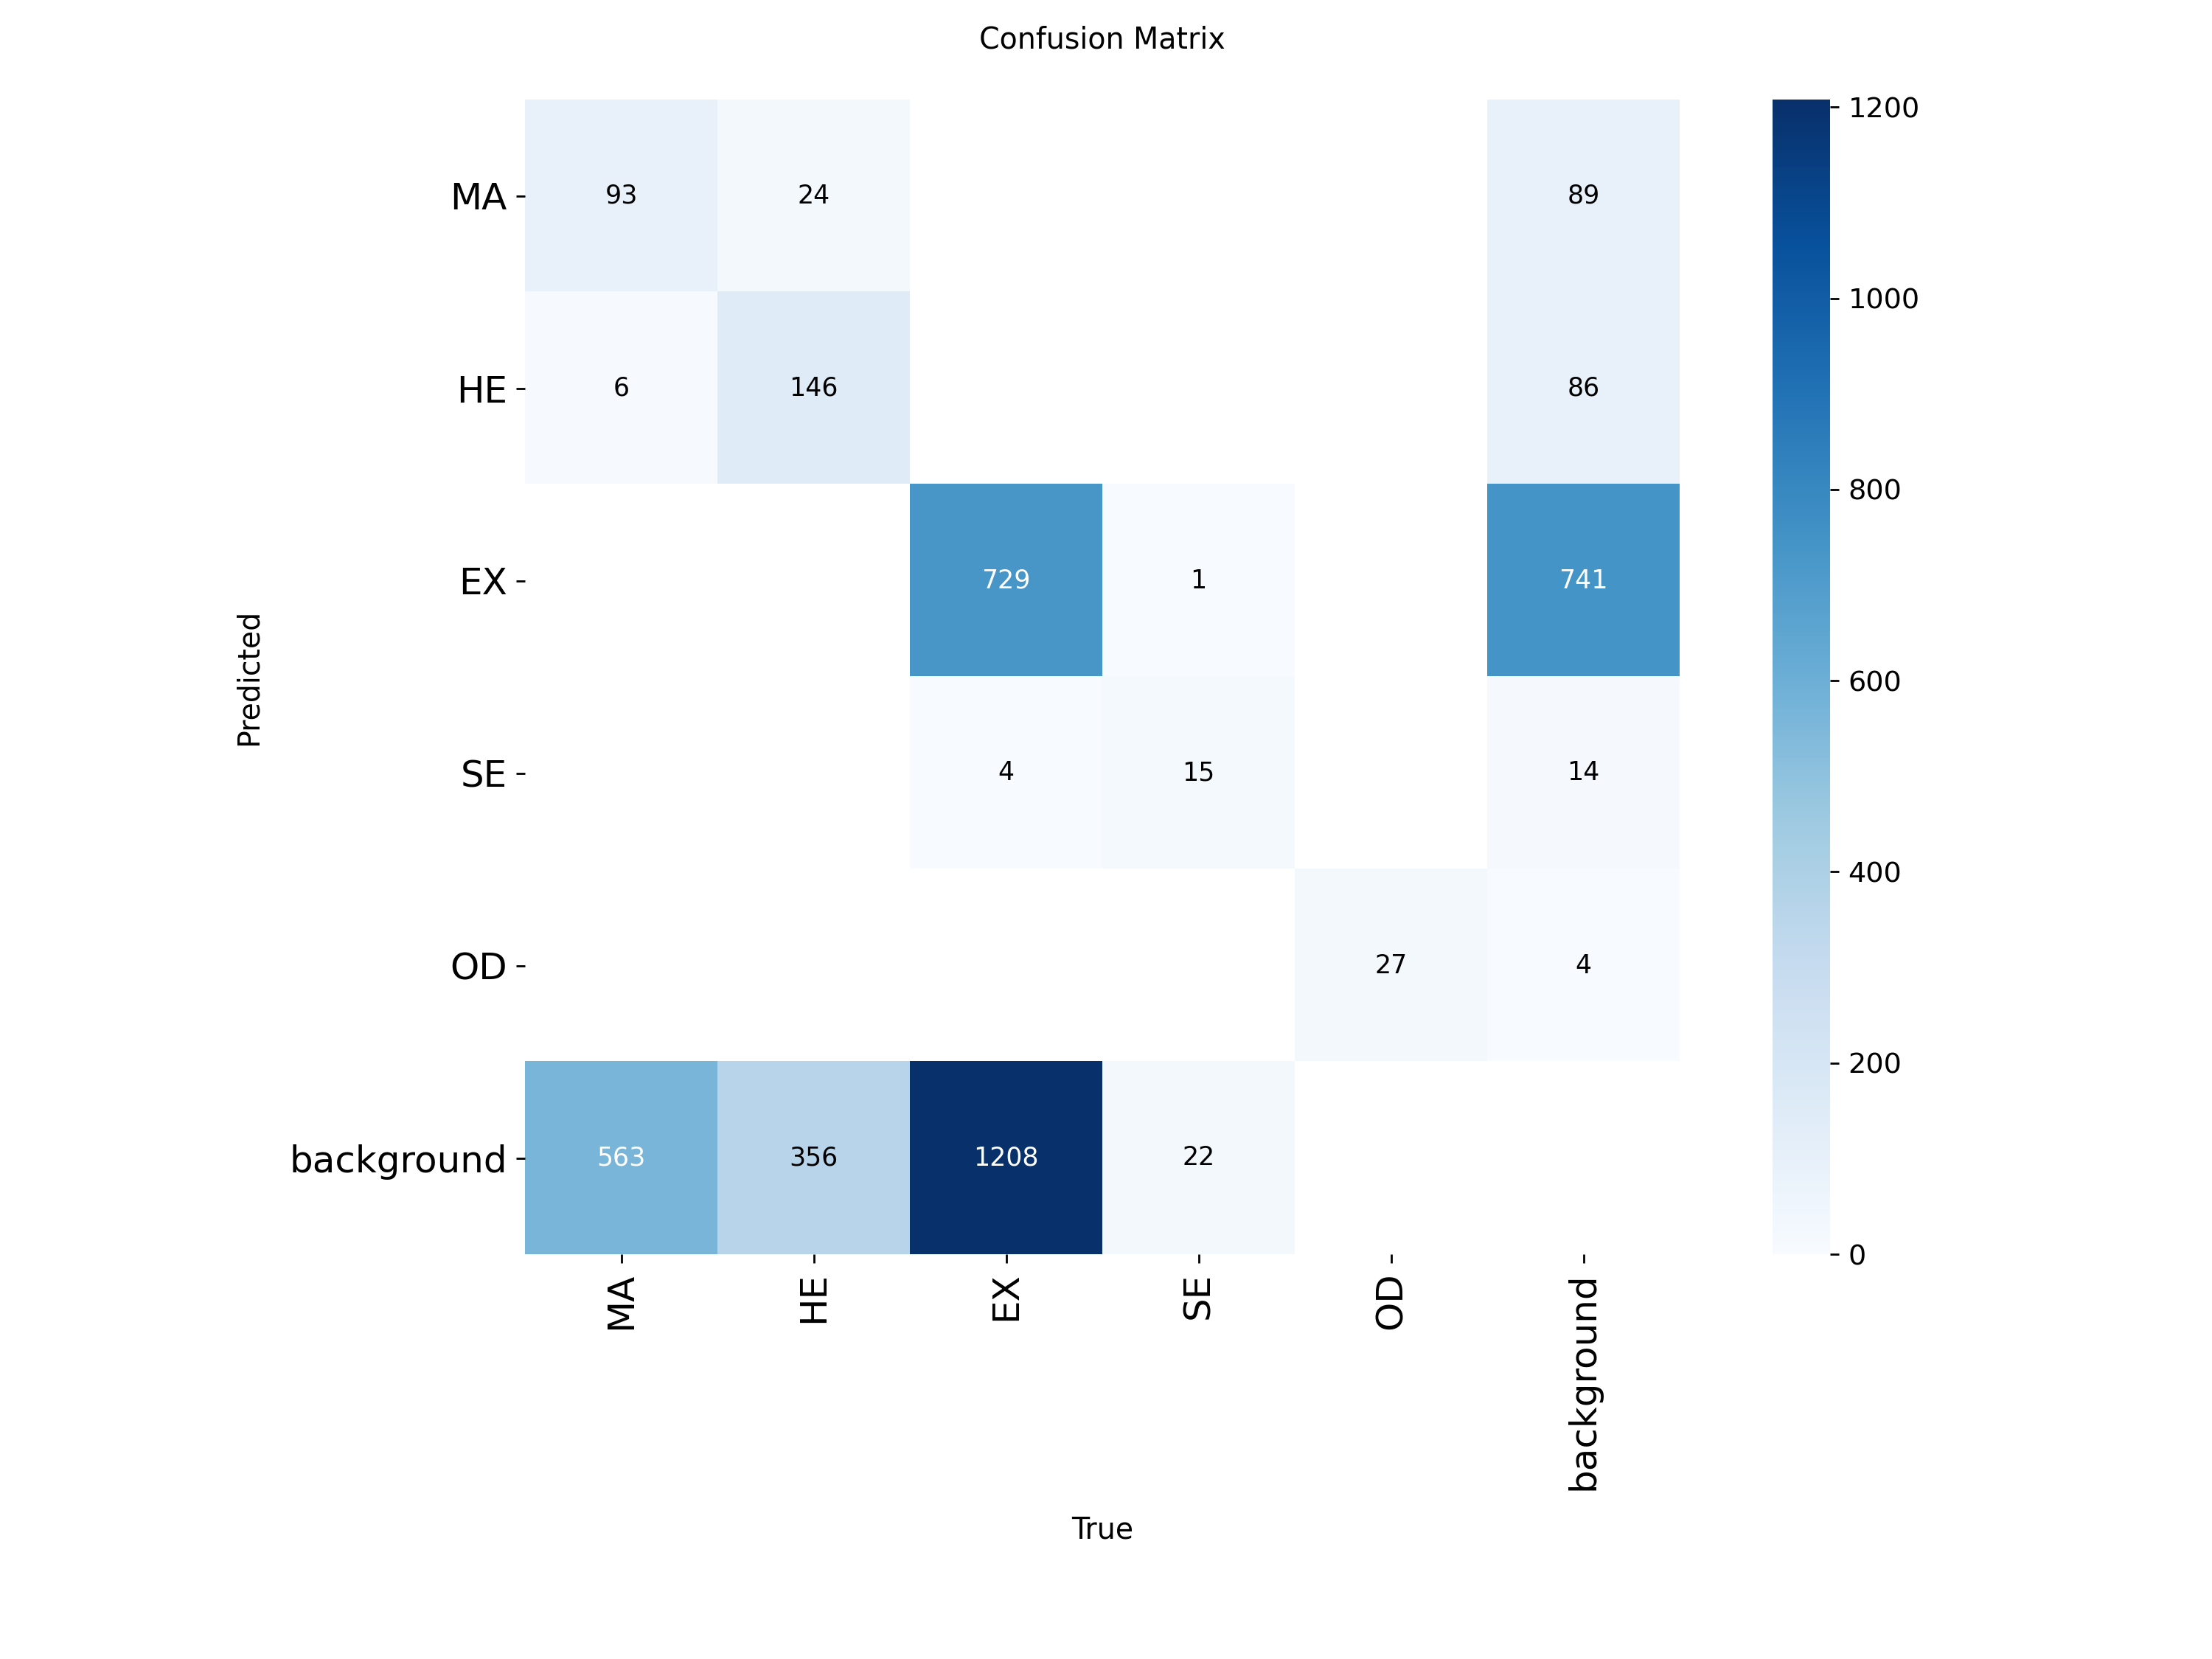 Confusion Matrix
MA 93 24 89
HE 6 146 86
EX 729 1 741
SE 4 15 14
OD 27 4
background 563 356 1208 22
MA HE EX SE OD background
Predicted
True
1200
1000
800
600
400
200
0